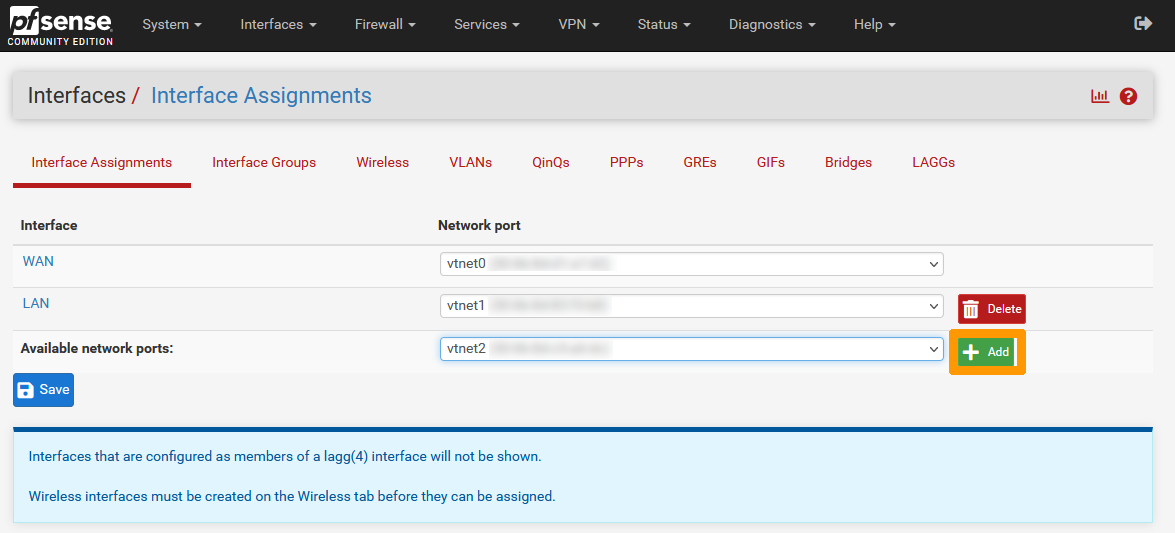 pfsense
COMMUNITY EDITION
System Interfaces Firewall Services VPN Status Diagnostics Help
Interfaces / Interface Assignments
Interface Assignments Interface Groups Wireless VLANs QinQs PPPs GREs GIFs Bridges LAGGs
Interface Network port
WAN vtnet0
LAN vtnet1 Delete
Available network ports: vtnet2 Add
Save
Interfaces that are configured as members of a lagg(4) interface will not be shown.
Wireless interfaces must be created on the Wireless tab before they can be assigned.